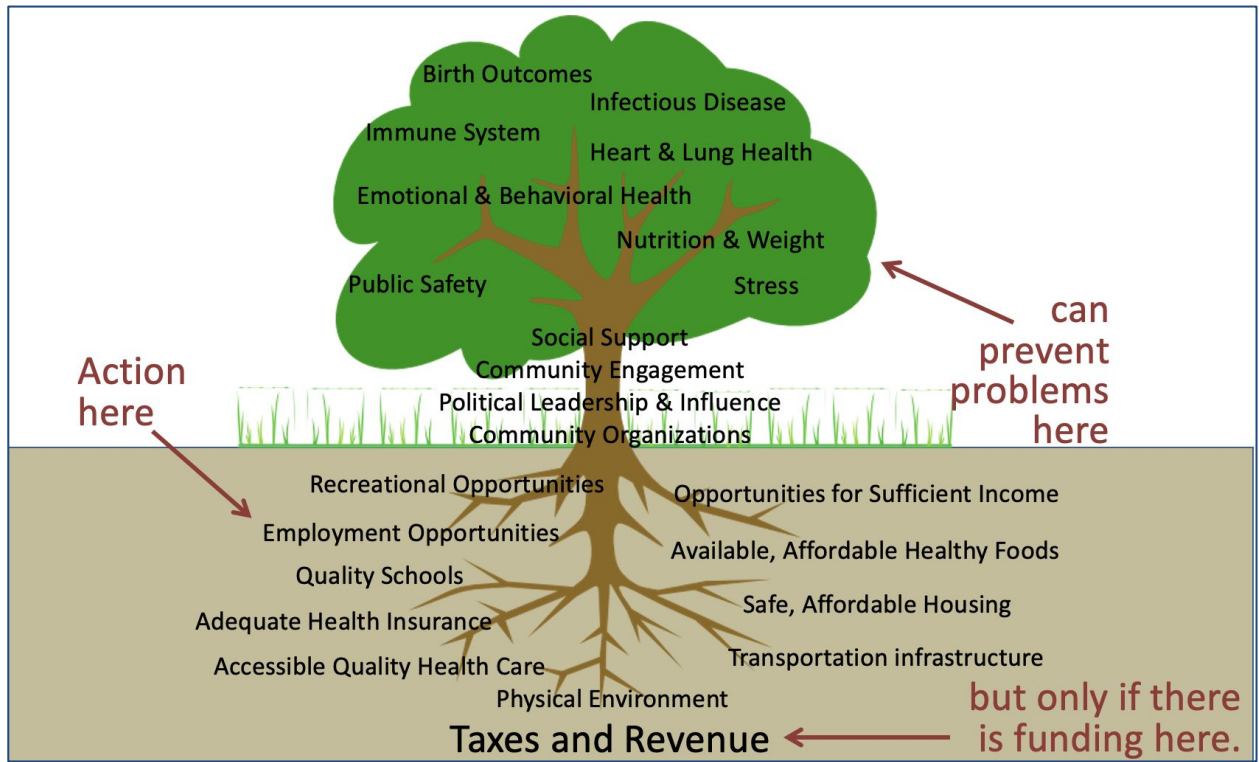 Birth Outcomes
Infectious Disease
Immune System
Heart & Lung Health
Emotional & Behavioral Health
Nutrition & Weight
Public Safety
Stress
Social Support
Community Engagement
Political Leadership & Influence
Community Organizations
Action
here
can
prevent
problems
here
Recreational Opportunities
Opportunities for Sufficient Income
Employment Opportunities
Available, Affordable Healthy Foods
Quality Schools
Safe, Affordable Housing
Adequate Health Insurance
Transportation infrastructure
Accessible Quality Health Care
Physical Environment
Taxes and Revenue
but only if there
is funding here.